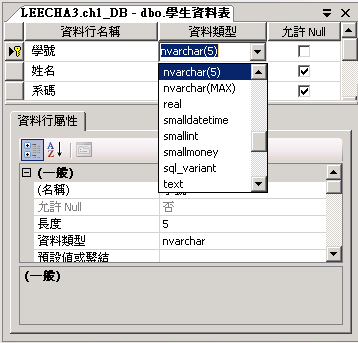 LEECHA3.ch1_DB - dbo.學生資料表
資料行名稱 資料類型 允許 Null
學號 nvarchar(5)
姓名 nvarchar(5)
系碼 nvarchar(MAX)
real
smalldatetime
smallint
smallmoney
sql_variant
text
資料行屬性
(一般)
(名稱)
允許 Null 否
長度 5
資料類型 nvarchar
預設值或繫結
(一般)